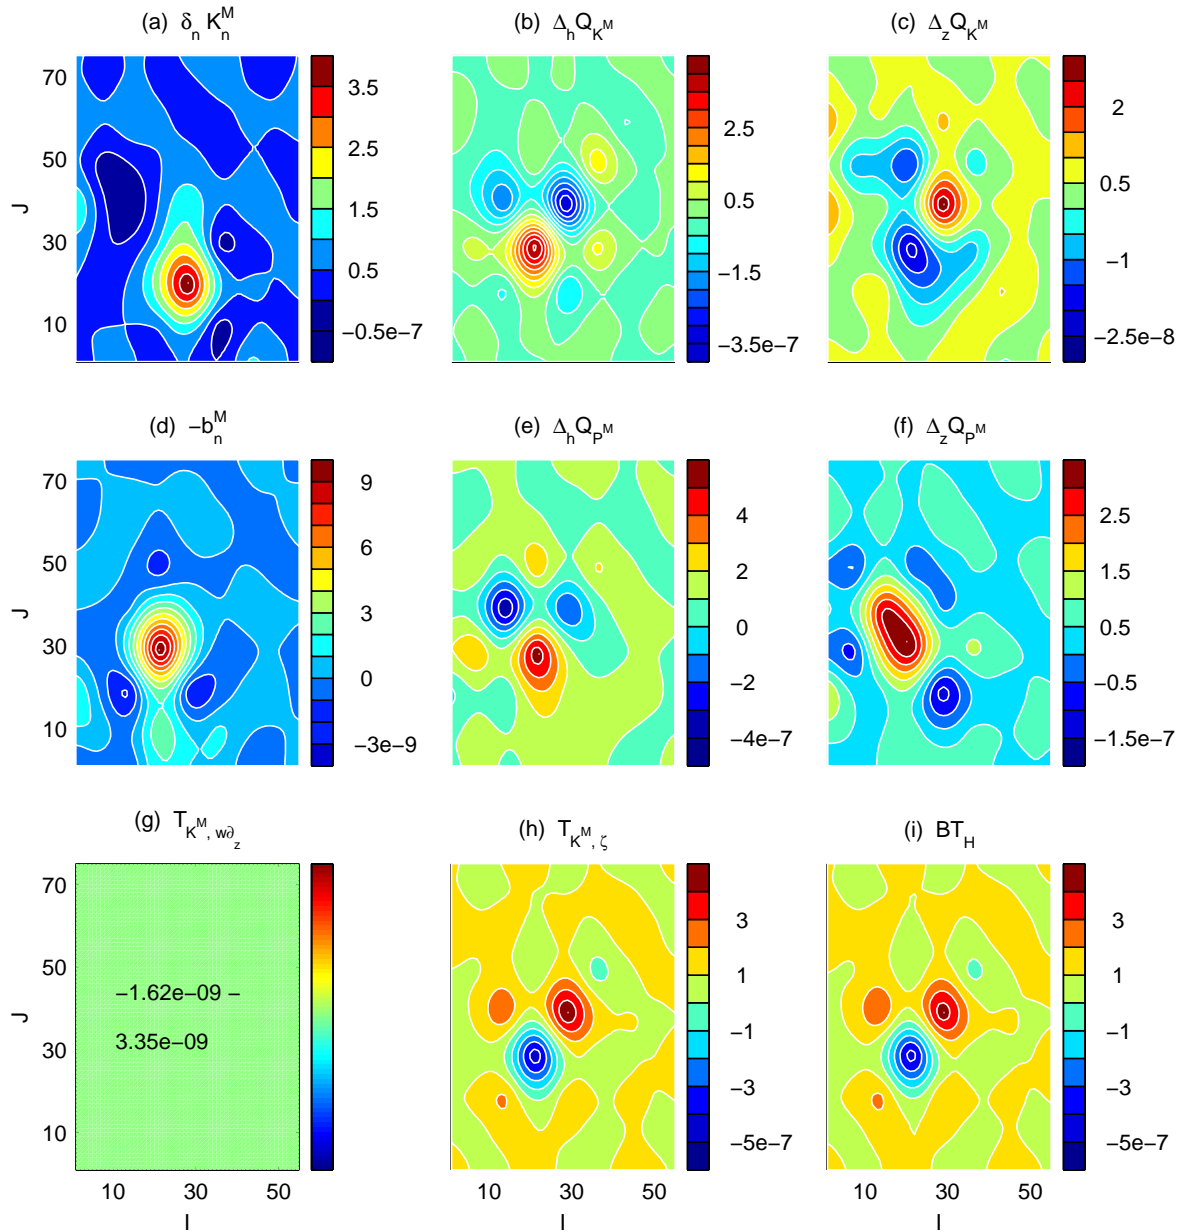 (a) δn KnM
(b) ΔhQKM
(c) ΔzQKM
70
50
30
10
J
3.5
2.5
1.5
0.5
−0.5e−7
2.5
0.5
−1.5
−3.5e−7
2
0.5
−1
−2.5e−8
(d) −bnM
(e) ΔhQPM
(f) ΔzQPM
70
50
30
10
J
9
6
3
0
−3e−9
4
2
0
−2
−4e−7
2.5
1.5
0.5
−0.5
−1.5e−7
(g) TKM, w∂z
(h) TKM, ζ
(i) BTH
70
50
30
10
J
−1.62e−09 −
3.35e−09
3
1
−1
−3
−5e−7
3
1
−1
−3
−5e−7
10 30 50
I
10 30 50
I
10 30 50
I